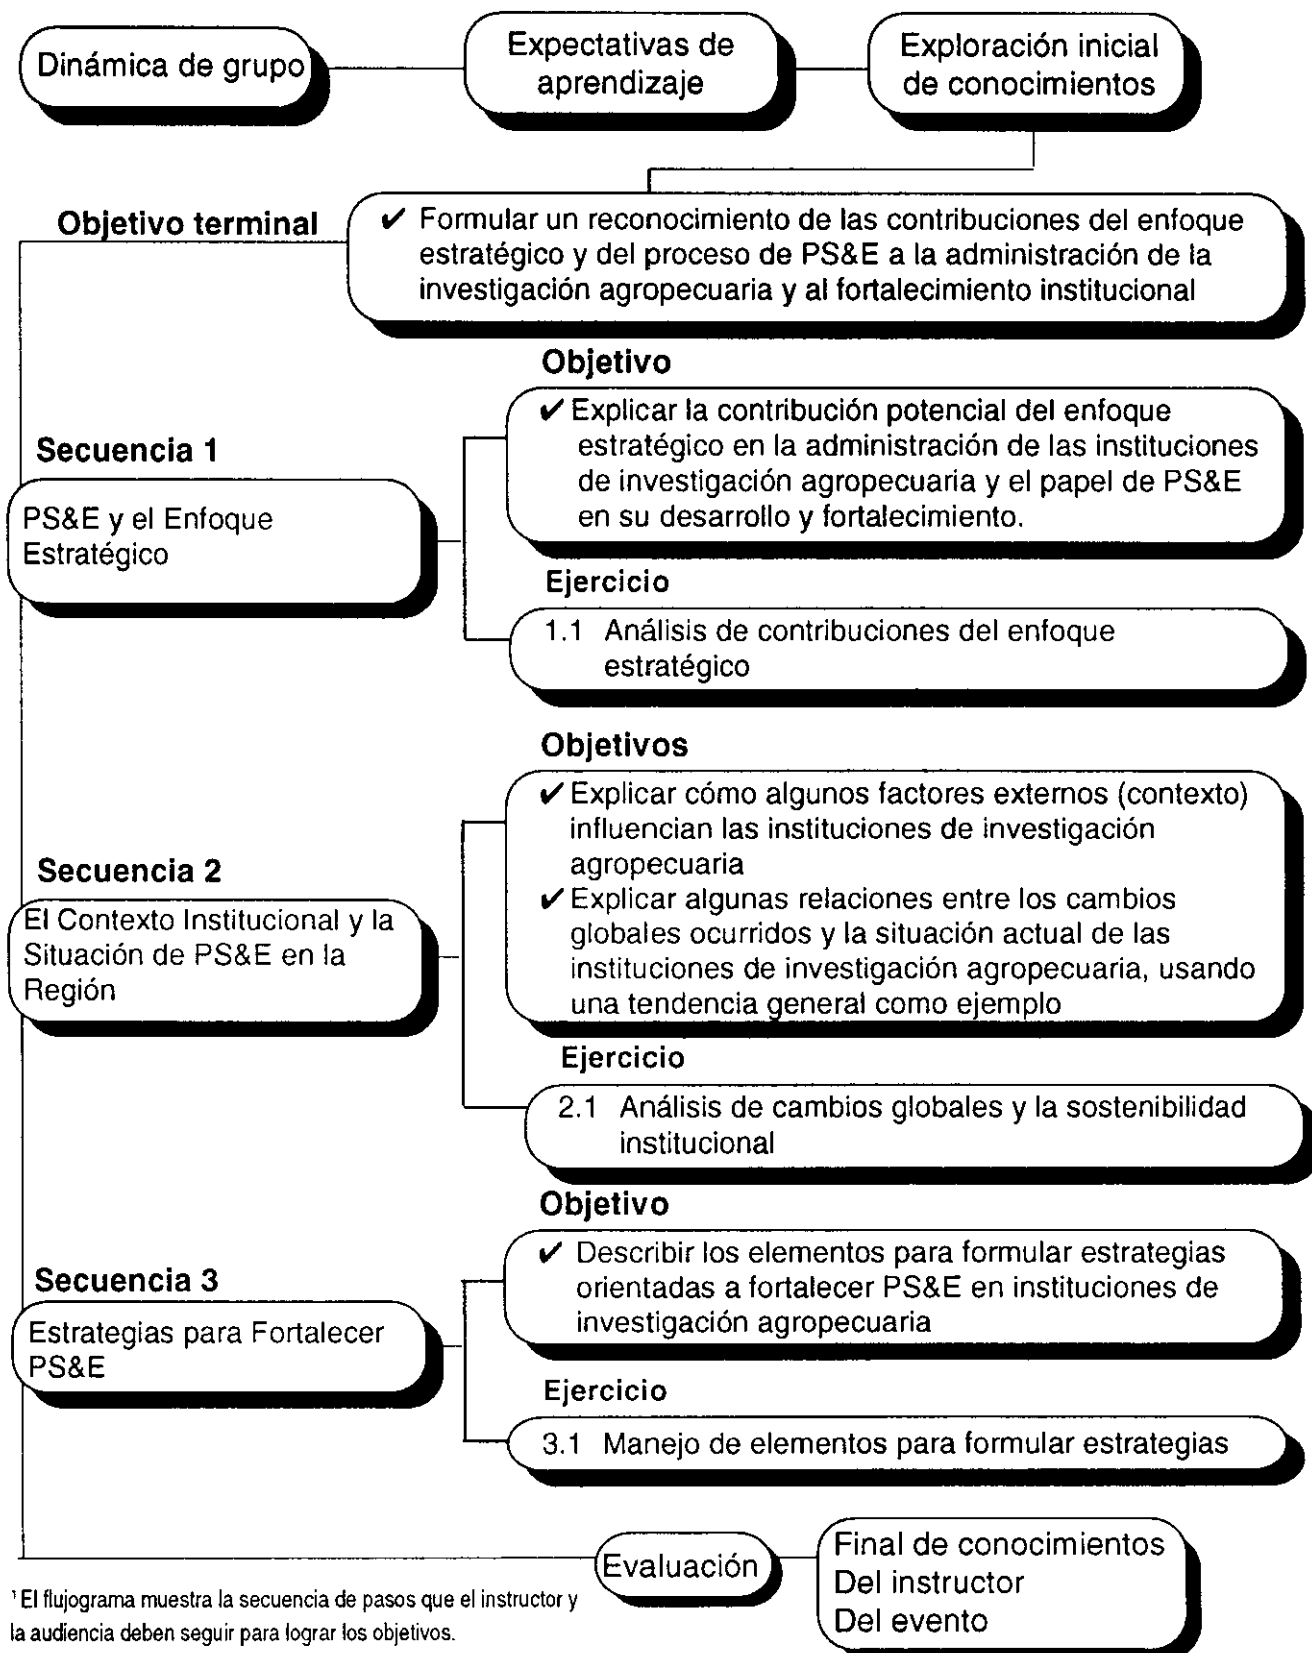 Dinámica de grupo
Expectativas de
aprendizaje
Exploración inicial
de conocimientos
Objetivo terminal
✔ Formular un reconocimiento de las contribuciones del enfoque
estratégico y del proceso de PS&E a la administración de la
investigación agropecuaria y al fortalecimiento institucional
Secuencia 1
PS&E y el Enfoque
Estratégico
Objetivo
✔ Explicar la contribución potencial del enfoque
estratégico en la administración de las instituciones
de investigación agropecuaria y el papel de PS&E
en su desarrollo y fortalecimiento.
Ejercicio
1.1 Análisis de contribuciones del enfoque
estratégico
Secuencia 2
El Contexto Institucional y la
Situación de PS&E en la
Región
Objetivos
✔ Explicar cómo algunos factores externos (contexto)
influencian las instituciones de investigación
agropecuaria
✔ Explicar algunas relaciones entre los cambios
globales ocurridos y la situación actual de las
instituciones de investigación agropecuaria, usando
una tendencia general como ejemplo
Ejercicio
2.1 Análisis de cambios globales y la sostenibilidad
institucional
Secuencia 3
Estrategias para Fortalecer
PS&E
Objetivo
✔ Describir los elementos para formular estrategias
orientadas a fortalecer PS&E en instituciones de
investigación agropecuaria
Ejercicio
3.1 Manejo de elementos para formular estrategias
Evaluación
Final de conocimientos
Del instructor
Del evento
¹ El flujograma muestra la secuencia de pasos que el instructor y
la audiencia deben seguir para lograr los objetivos.